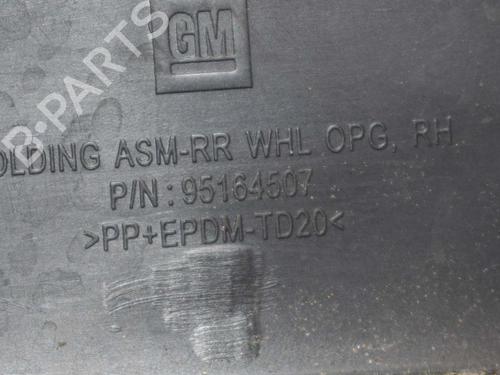 GM
B-PARTS
OLDING ASM-RR WHL OPG, RH
P/N : 95164507
>PP+EPDM-TD20<